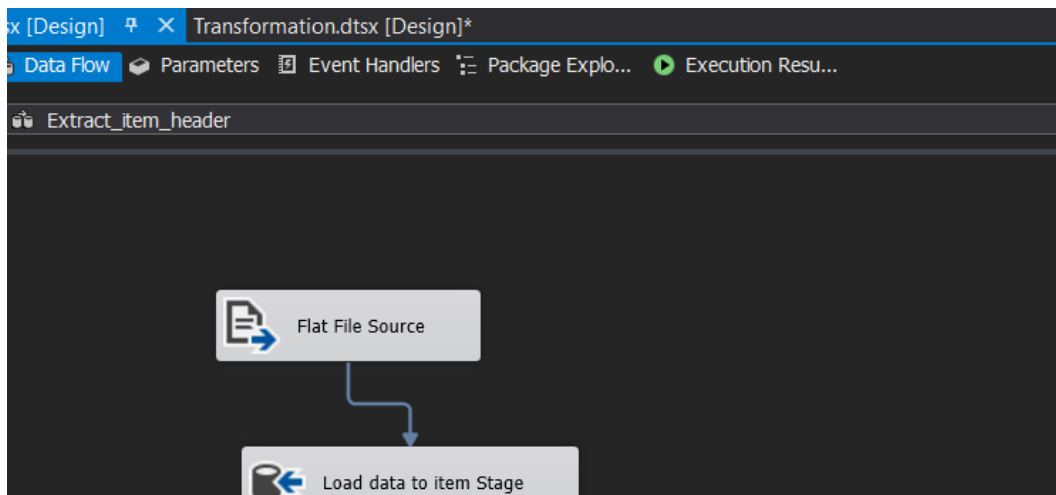 sx [Design] Transformation.dtsx [Design]*
Data Flow Parameters Event Handlers Package Explo... Execution Resu...
Extract_item_header
Flat File Source
Load data to item Stage